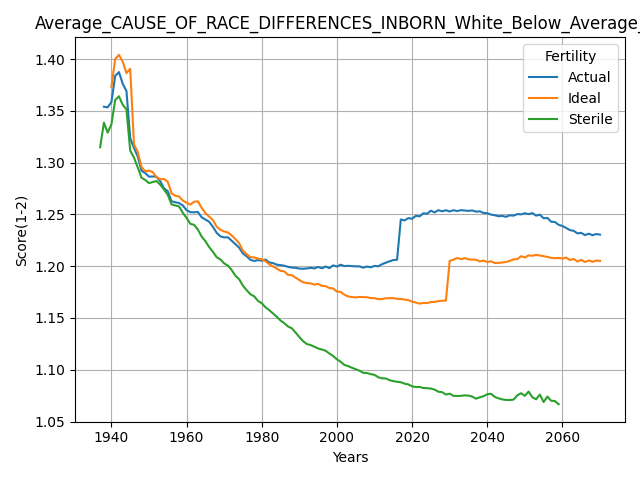 Average_CAUSE_OF_RACE_DIFFERENCES_INBORN_White_Below_Average_
Fertility
Actual
Ideal
Sterile
Score(1-2)
1.40
1.35
1.30
1.25
1.20
1.15
1.10
1.05
1940 1960 1980 2000 2020 2040 2060
Years